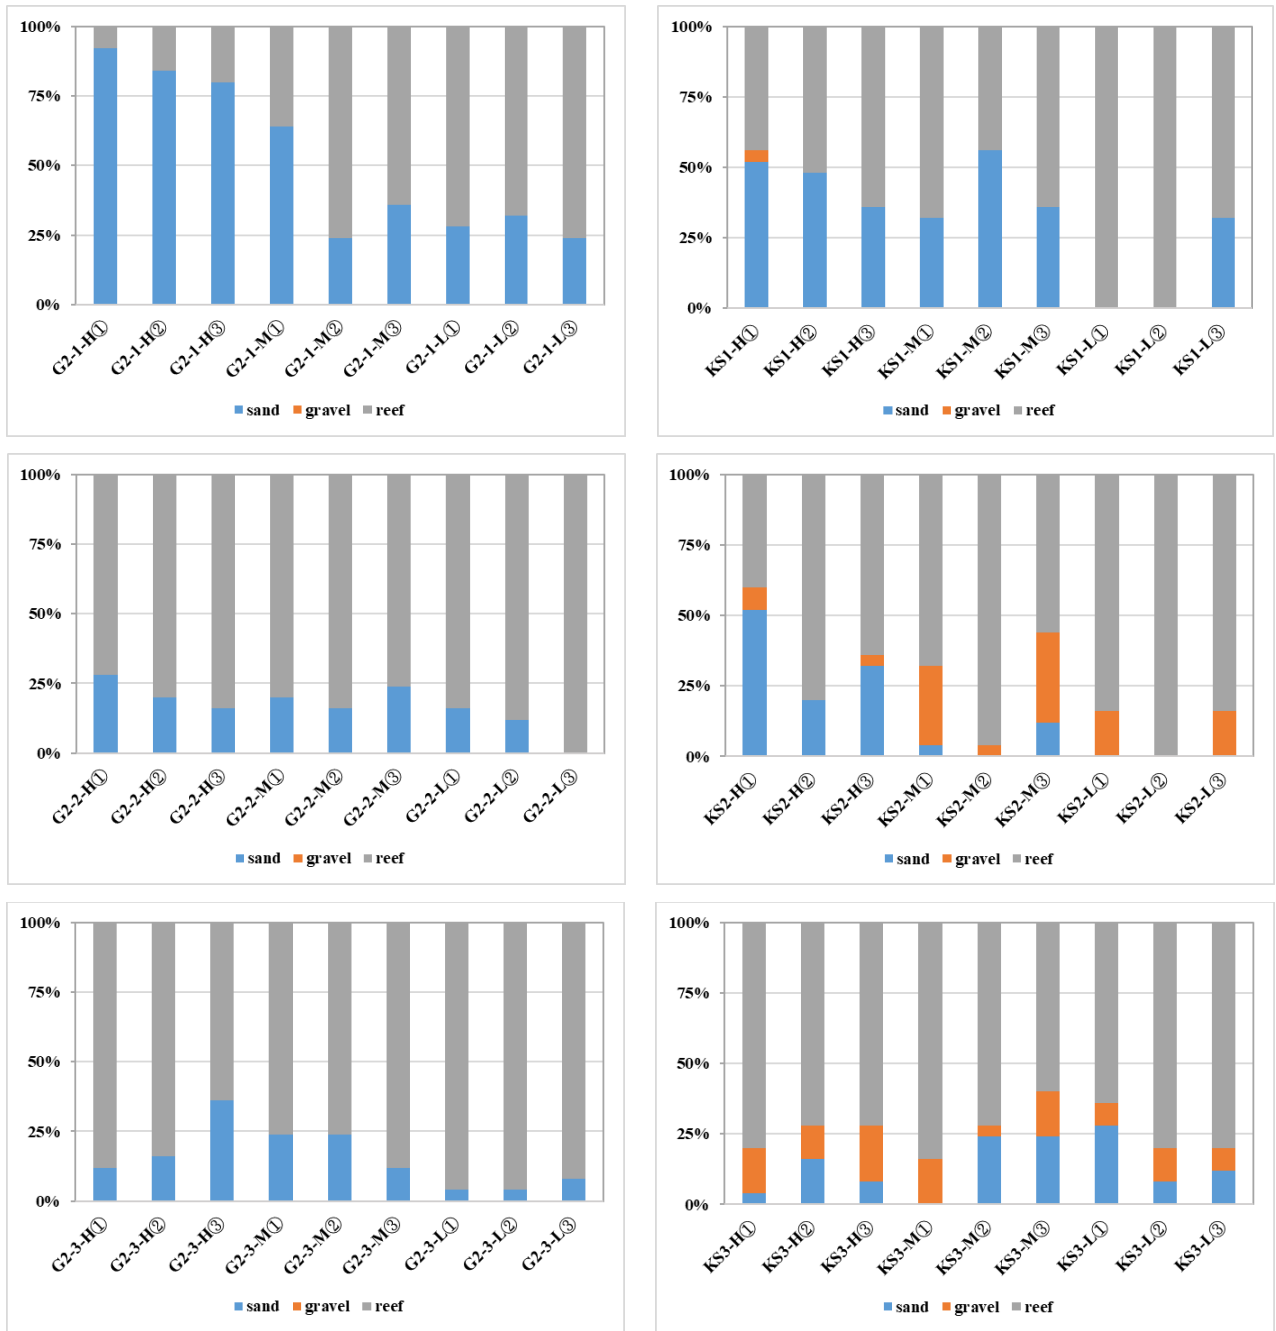 100%
75%
50%
25%
0%
G2-1-H① G2-1-H② G2-1-H③ G2-1-M① G2-1-M② G2-1-M③ G2-1-L① G2-1-L② G2-1-L③
sand gravel reef
100%
75%
50%
25%
0%
KS1-H① KS1-H② KS1-H③ KS1-M① KS1-M② KS1-M③ KS1-L① KS1-L② KS1-L③
sand gravel reef
100%
75%
50%
25%
0%
G2-2-H① G2-2-H② G2-2-H③ G2-2-M① G2-2-M② G2-2-M③ G2-2-L① G2-2-L② G2-2-L③
sand gravel reef
100%
75%
50%
25%
0%
KS2-H① KS2-H② KS2-H③ KS2-M① KS2-M② KS2-M③ KS2-L① KS2-L② KS2-L③
sand gravel reef
100%
75%
50%
25%
0%
G2-3-H① G2-3-H② G2-3-H③ G2-3-M① G2-3-M② G2-3-M③ G2-3-L① G2-3-L② G2-3-L③
sand gravel reef
100%
75%
50%
25%
0%
KS3-H① KS3-H② KS3-H③ KS3-M① KS3-M② KS3-M③ KS3-L① KS3-L② KS3-L③
sand gravel reef